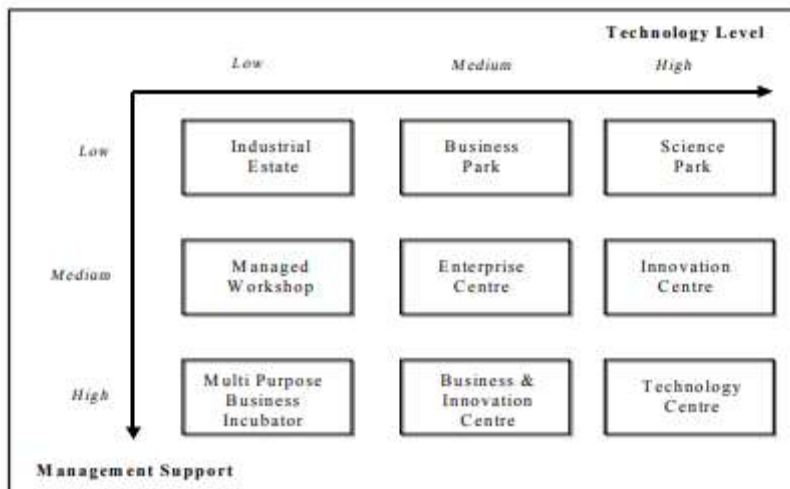 Technology Level
Low Medium High
Low
Industrial
Estate
Business
Park
Science
Park
Medium
Managed
Workshop
Enterprise
Centre
Innovation
Centre
High
Multi Purpose
Business
Incubator
Business &
Innovation
Centre
Technology
Centre
Management Support